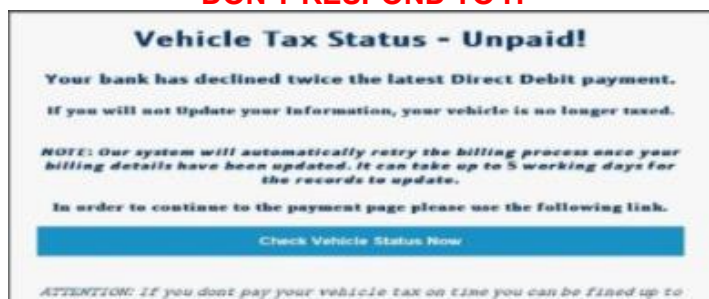 DON'T RESPOND TO IT
Vehicle Tax Status - Unpaid!
Your bank has declined twice the latest Direct Debit payment.
If you will not Update your Information, your vehicle is no longer taxed.
NOTE: Our system will automatically retry the billing process once your
billing details have been updated. It can take up to 5 working days for
the records to update.
In order to continue to the payment page please use the following link.
Check Vehicle Status Now
ATTENTION: If you dont pay your vehicle tax on time you can be fined up to